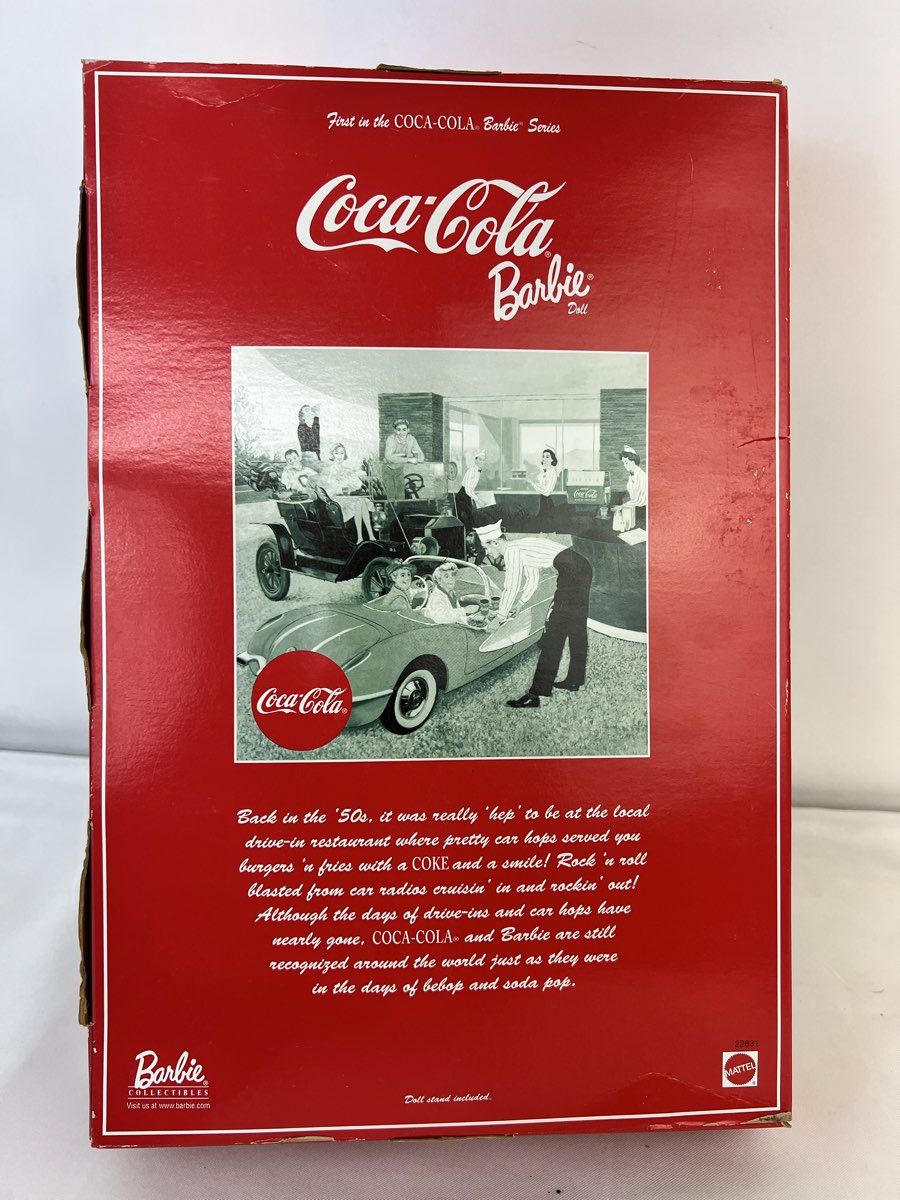 First in the COCA-COLA® Barbie™ Series
Coca-Cola®
Barbie®
Doll
Coca-Cola
Coca-Cola®
Back in the '50s, it was really 'hep' to be at the local
drive-in restaurant where pretty car hops served you
burgers 'n fries with a COKE and a smile! Rock 'n roll
blasted from car radios cruisin' in and rockin' out!
Although the days of drive-ins and car hops have
nearly gone, COCA-COLA® and Barbie are still
recognized around the world just as they were
in the days of bebop and soda pop.
Barbie®
COLLECTIBLES
Visit us at www.barbie.com
Doll stand included.
22831
MATTEL®